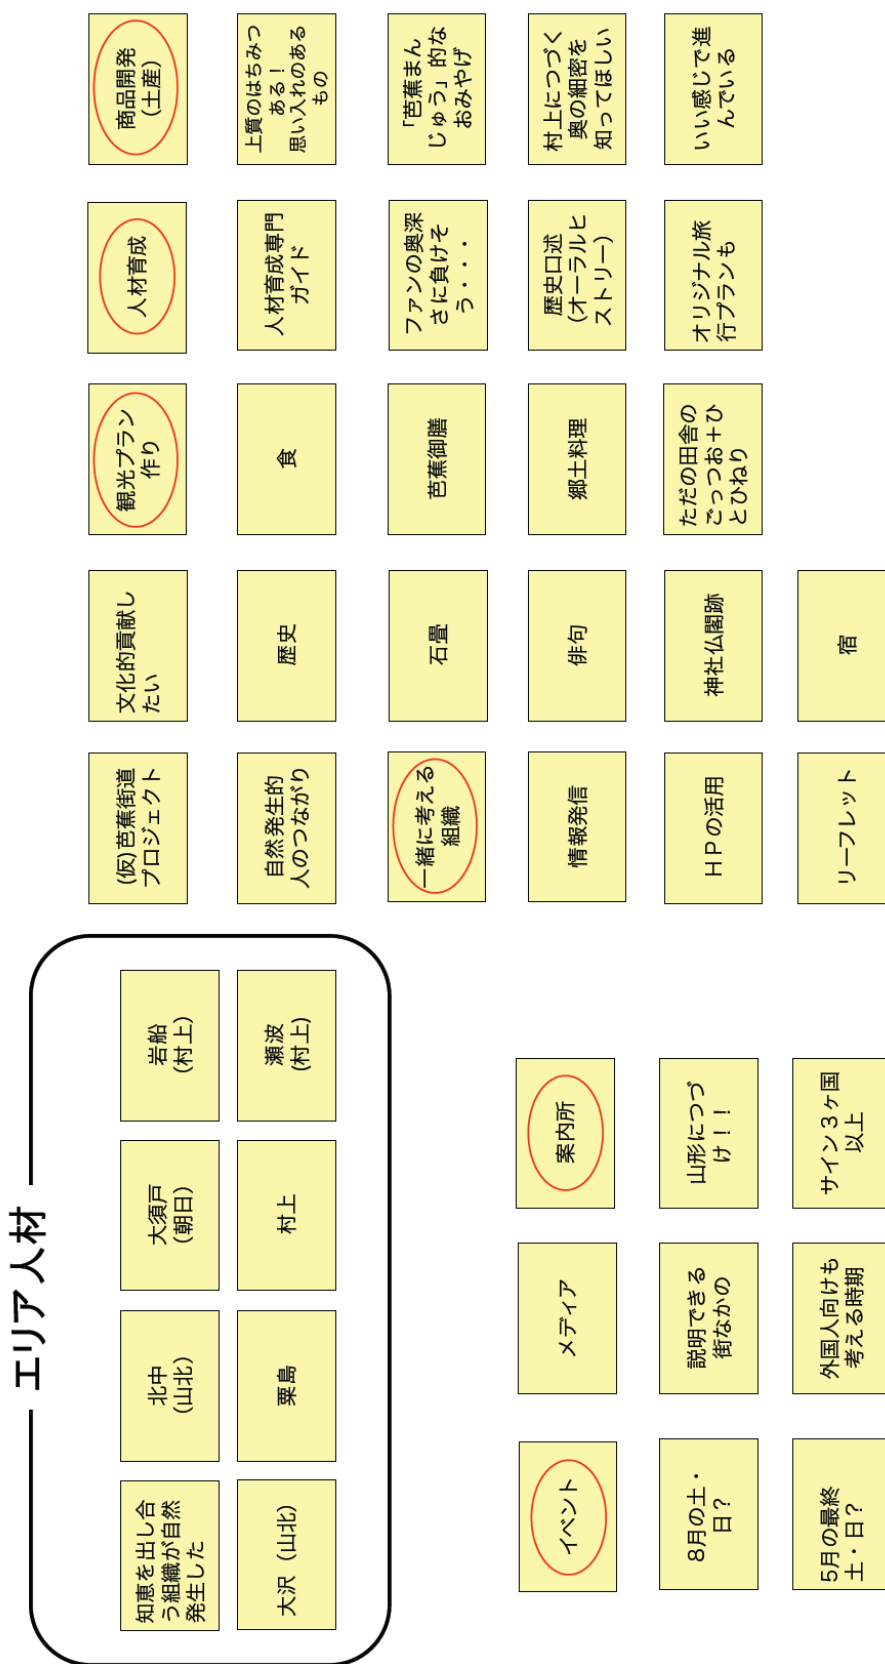 エリア人材
知恵を出し合
う組織が自然
発生した
北中
(山北)
大須戸
(朝日)
岩船
(村上)
大沢（山北）
粟島
村上
瀬波
(村上)
イベント
8月の土・
日？
5月の最終
土・日？
メディア
説明できる
街なかの
外国人向けも
考える時期
案内所
山形につづ
け！！
サイン３ヶ国
以上
(仮)芭蕉街道
プロジェクト
自然発生的
人のつながり
一緒に考える
組織
情報発信
ＨＰの活用
リーフレット
文化的貢献し
たい
歴史
石畳
俳句
神社仏閣跡
宿
観光プラン
作り
食
芭蕉御膳
郷土料理
ただの田舎の
ごっつお＋ひ
とひねり
人材育成
人材育成専門
ガイド
ファンの奥深
さに負けそ
う・・・
歴史口述
(オーラルヒ
ストリー)
オリジナル旅
行プランも
商品開発
(土産)
上質のはちみつ
ある！
思い入れのある
もの
「芭蕉まん
じゅう」的な
おみやげ
村上につづく
奥の細密を
知ってほしい
いい感じで進
んでいる